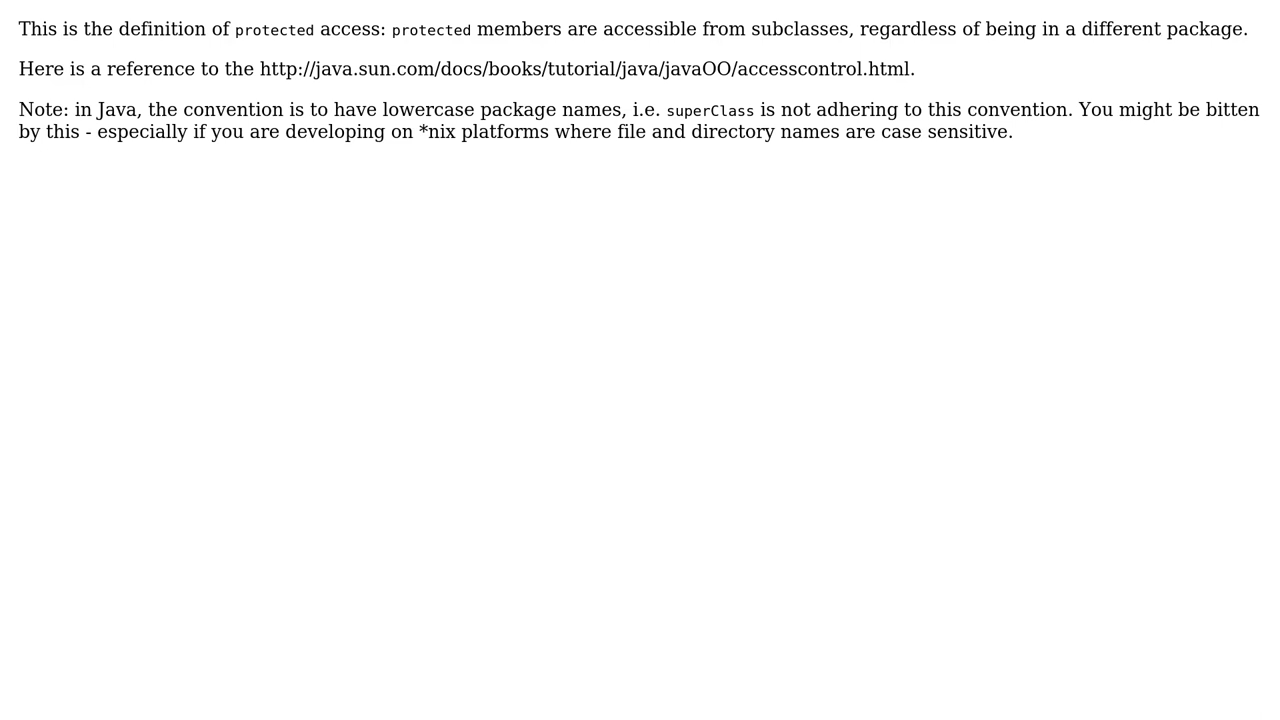 This is the definition of protected access: protected members are accessible from subclasses, regardless of being in a different package.
Here is a reference to the http://java.sun.com/docs/books/tutorial/java/javaOO/accesscontrol.html.
Note: in Java, the convention is to have lowercase package names, i.e. superClass is not adhering to this convention. You might be bitten
by this - especially if you are developing on *nix platforms where file and directory names are case sensitive.